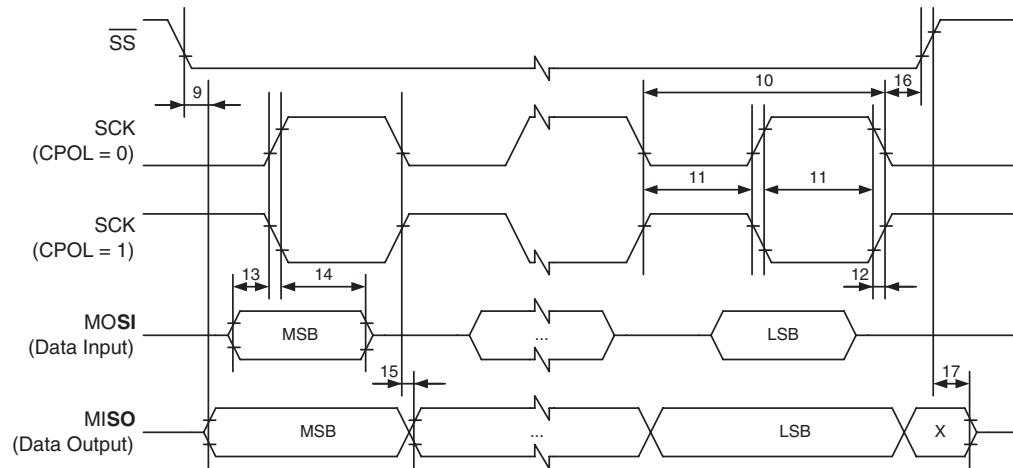 SS
9
10
16
SCK
(CPOL = 0)
11
11
SCK
(CPOL = 1)
13
14
12
MOSI
(Data Input)
MSB
...
LSB
15
17
MISO
(Data Output)
MSB
...
LSB
X